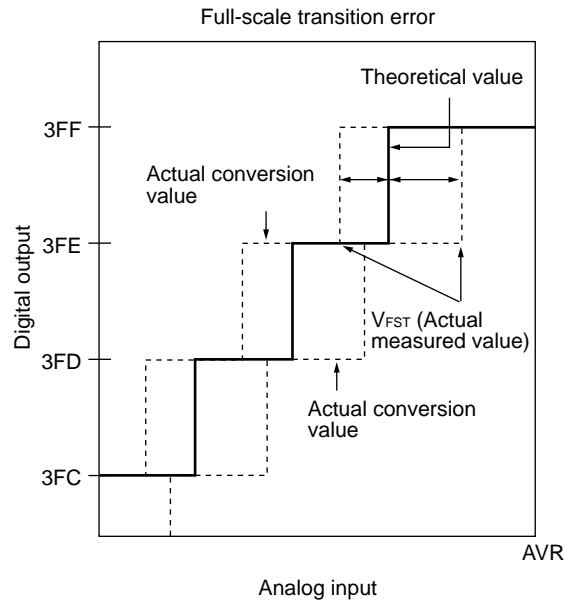 Full-scale transition error
Theoretical value
3FF
Actual conversion
value
3FE
Digital output
VFST (Actual
measured value)
3FD
Actual conversion
value
3FC
AVR
Analog input